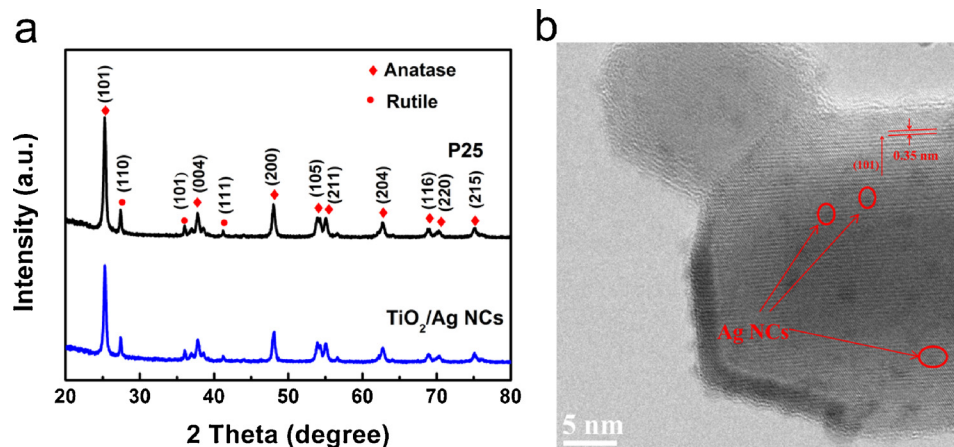 a
Intensity (a.u.)
(101)
(110)
(101)
(004)
(111)
(200)
(105)
(211)
(204)
(116)
(220)
(215)
Anatase
Rutile
P25
TiO₂/Ag NCs
20 30 40 50 60 70 80
2 Theta (degree)
b
(101)
0.35 nm
Ag NCs
5 nm